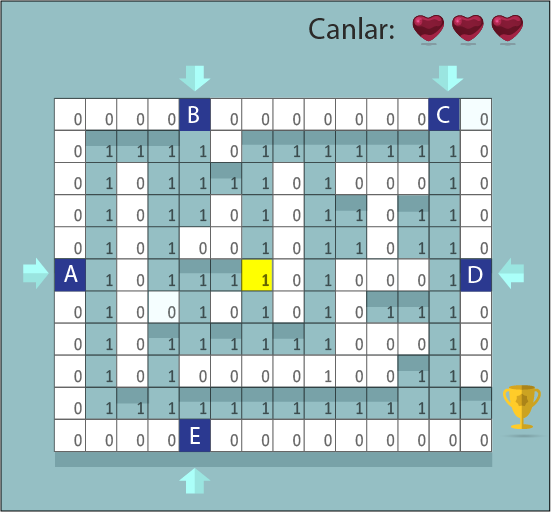 Canlar:
0 0 0 0 B 0 0 0 0 0 0 0 C 0
0 1 1 1 1 0 1 1 1 1 1 1 1 0
0 1 0 1 1 1 1 0 1 0 0 0 1 0
0 1 0 1 1 0 1 0 1 1 0 1 1 0
0 1 0 1 0 0 1 0 1 1 0 1 1 0
A 1 0 1 1 1 1 0 1 0 0 0 1 D
0 1 0 0 1 0 1 0 1 0 1 1 1 0
0 1 0 1 1 1 1 1 1 0 0 0 1 0
0 1 0 1 0 0 0 0 1 0 0 1 1 0
0 1 1 1 1 1 1 1 1 1 1 1 1 1
0 0 0 0 E 0 0 0 0 0 0 0 0 0